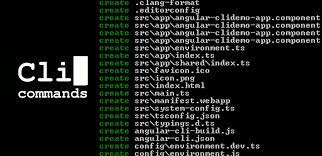 Cli
commands
create .clang-format
create .editorconfig
create src\app\angular-clidemo-app.component
create src\app\angular-clidemo-app.component
create src\app\angular-clidemo-app.component
create src\app\environment.ts
create src\app\index.ts
create src\app\shared\index.ts
create src\favicon.ico
create src\icon.png
create src\index.html
create src\main.ts
create src\manifest.webapp
create src\system-config.ts
create src\tsconfig.json
create src\typings.d.ts
create angular-cli-build.js
create angular-cli.json
create config\environment.dev.ts
create config\environment.js